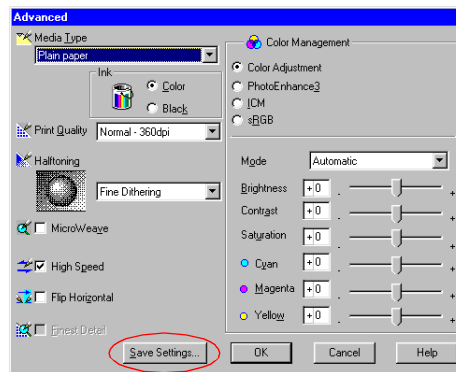 Advanced
Media Type
Plain paper
Ink
Color
Black
Print Quality
Normal - 360dpi
Halftoning
Fine Dithering
MicroWeave
High Speed
Flip Horizontal
Finest Detail
Save Settings...
Color Management
Color Adjustment
PhotoEnhance3
ICM
sRGB
Mode
Automatic
Brightness +0 - +
Contrast +0 - +
Saturation +0 - +
Cyan +0 - +
Magenta +0 - +
Yellow +0 - +
OK
Cancel
Help